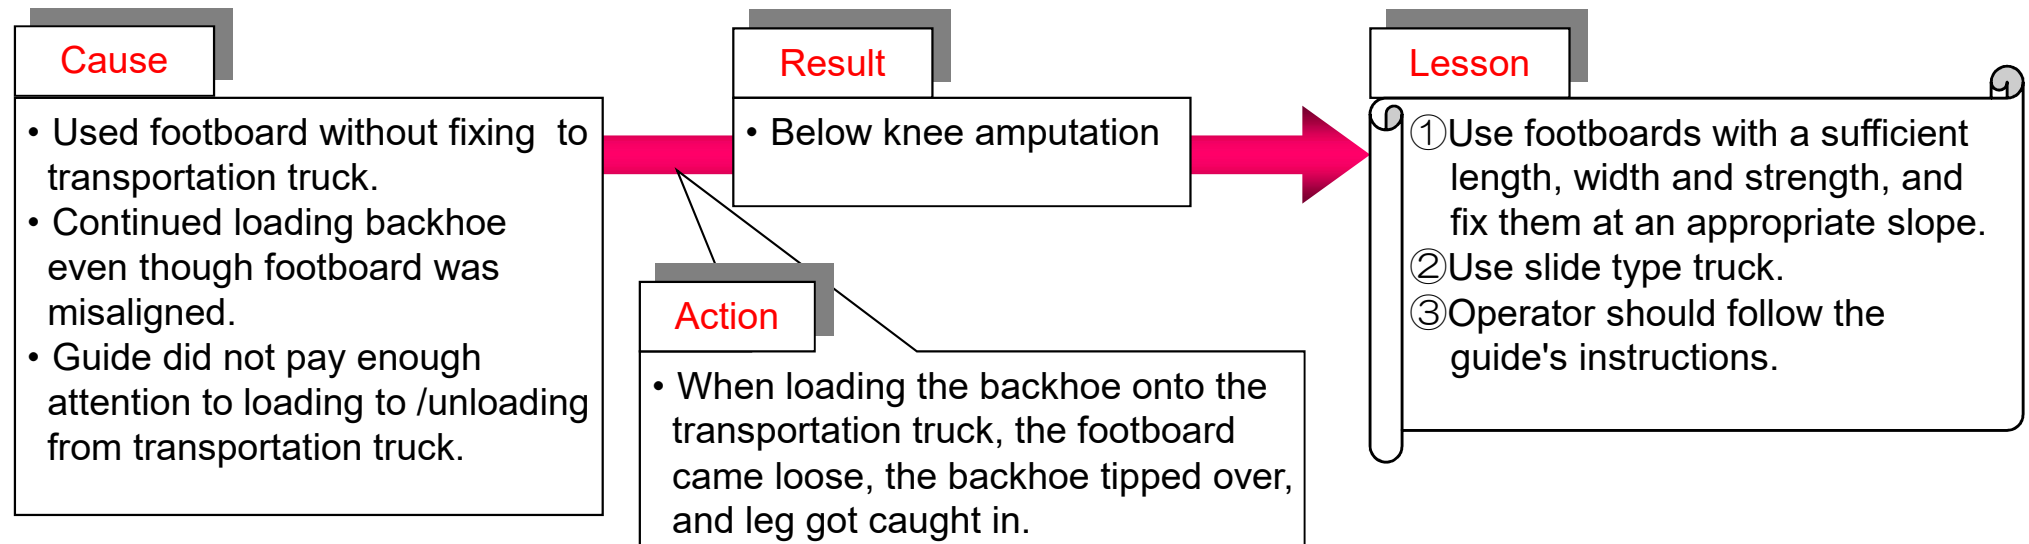 Cause
• Used footboard without fixing to
transportation truck.
• Continued loading backhoe
even though footboard was
misaligned.
• Guide did not pay enough
attention to loading to /unloading
from transportation truck.
Result
• Below knee amputation
Action
• When loading the backhoe onto the
transportation truck, the footboard
came loose, the backhoe tipped over,
and leg got caught in.
Lesson
①Use footboards with a sufficient
length, width and strength, and
fix them at an appropriate slope.
②Use slide type truck.
③Operator should follow the
guide's instructions.